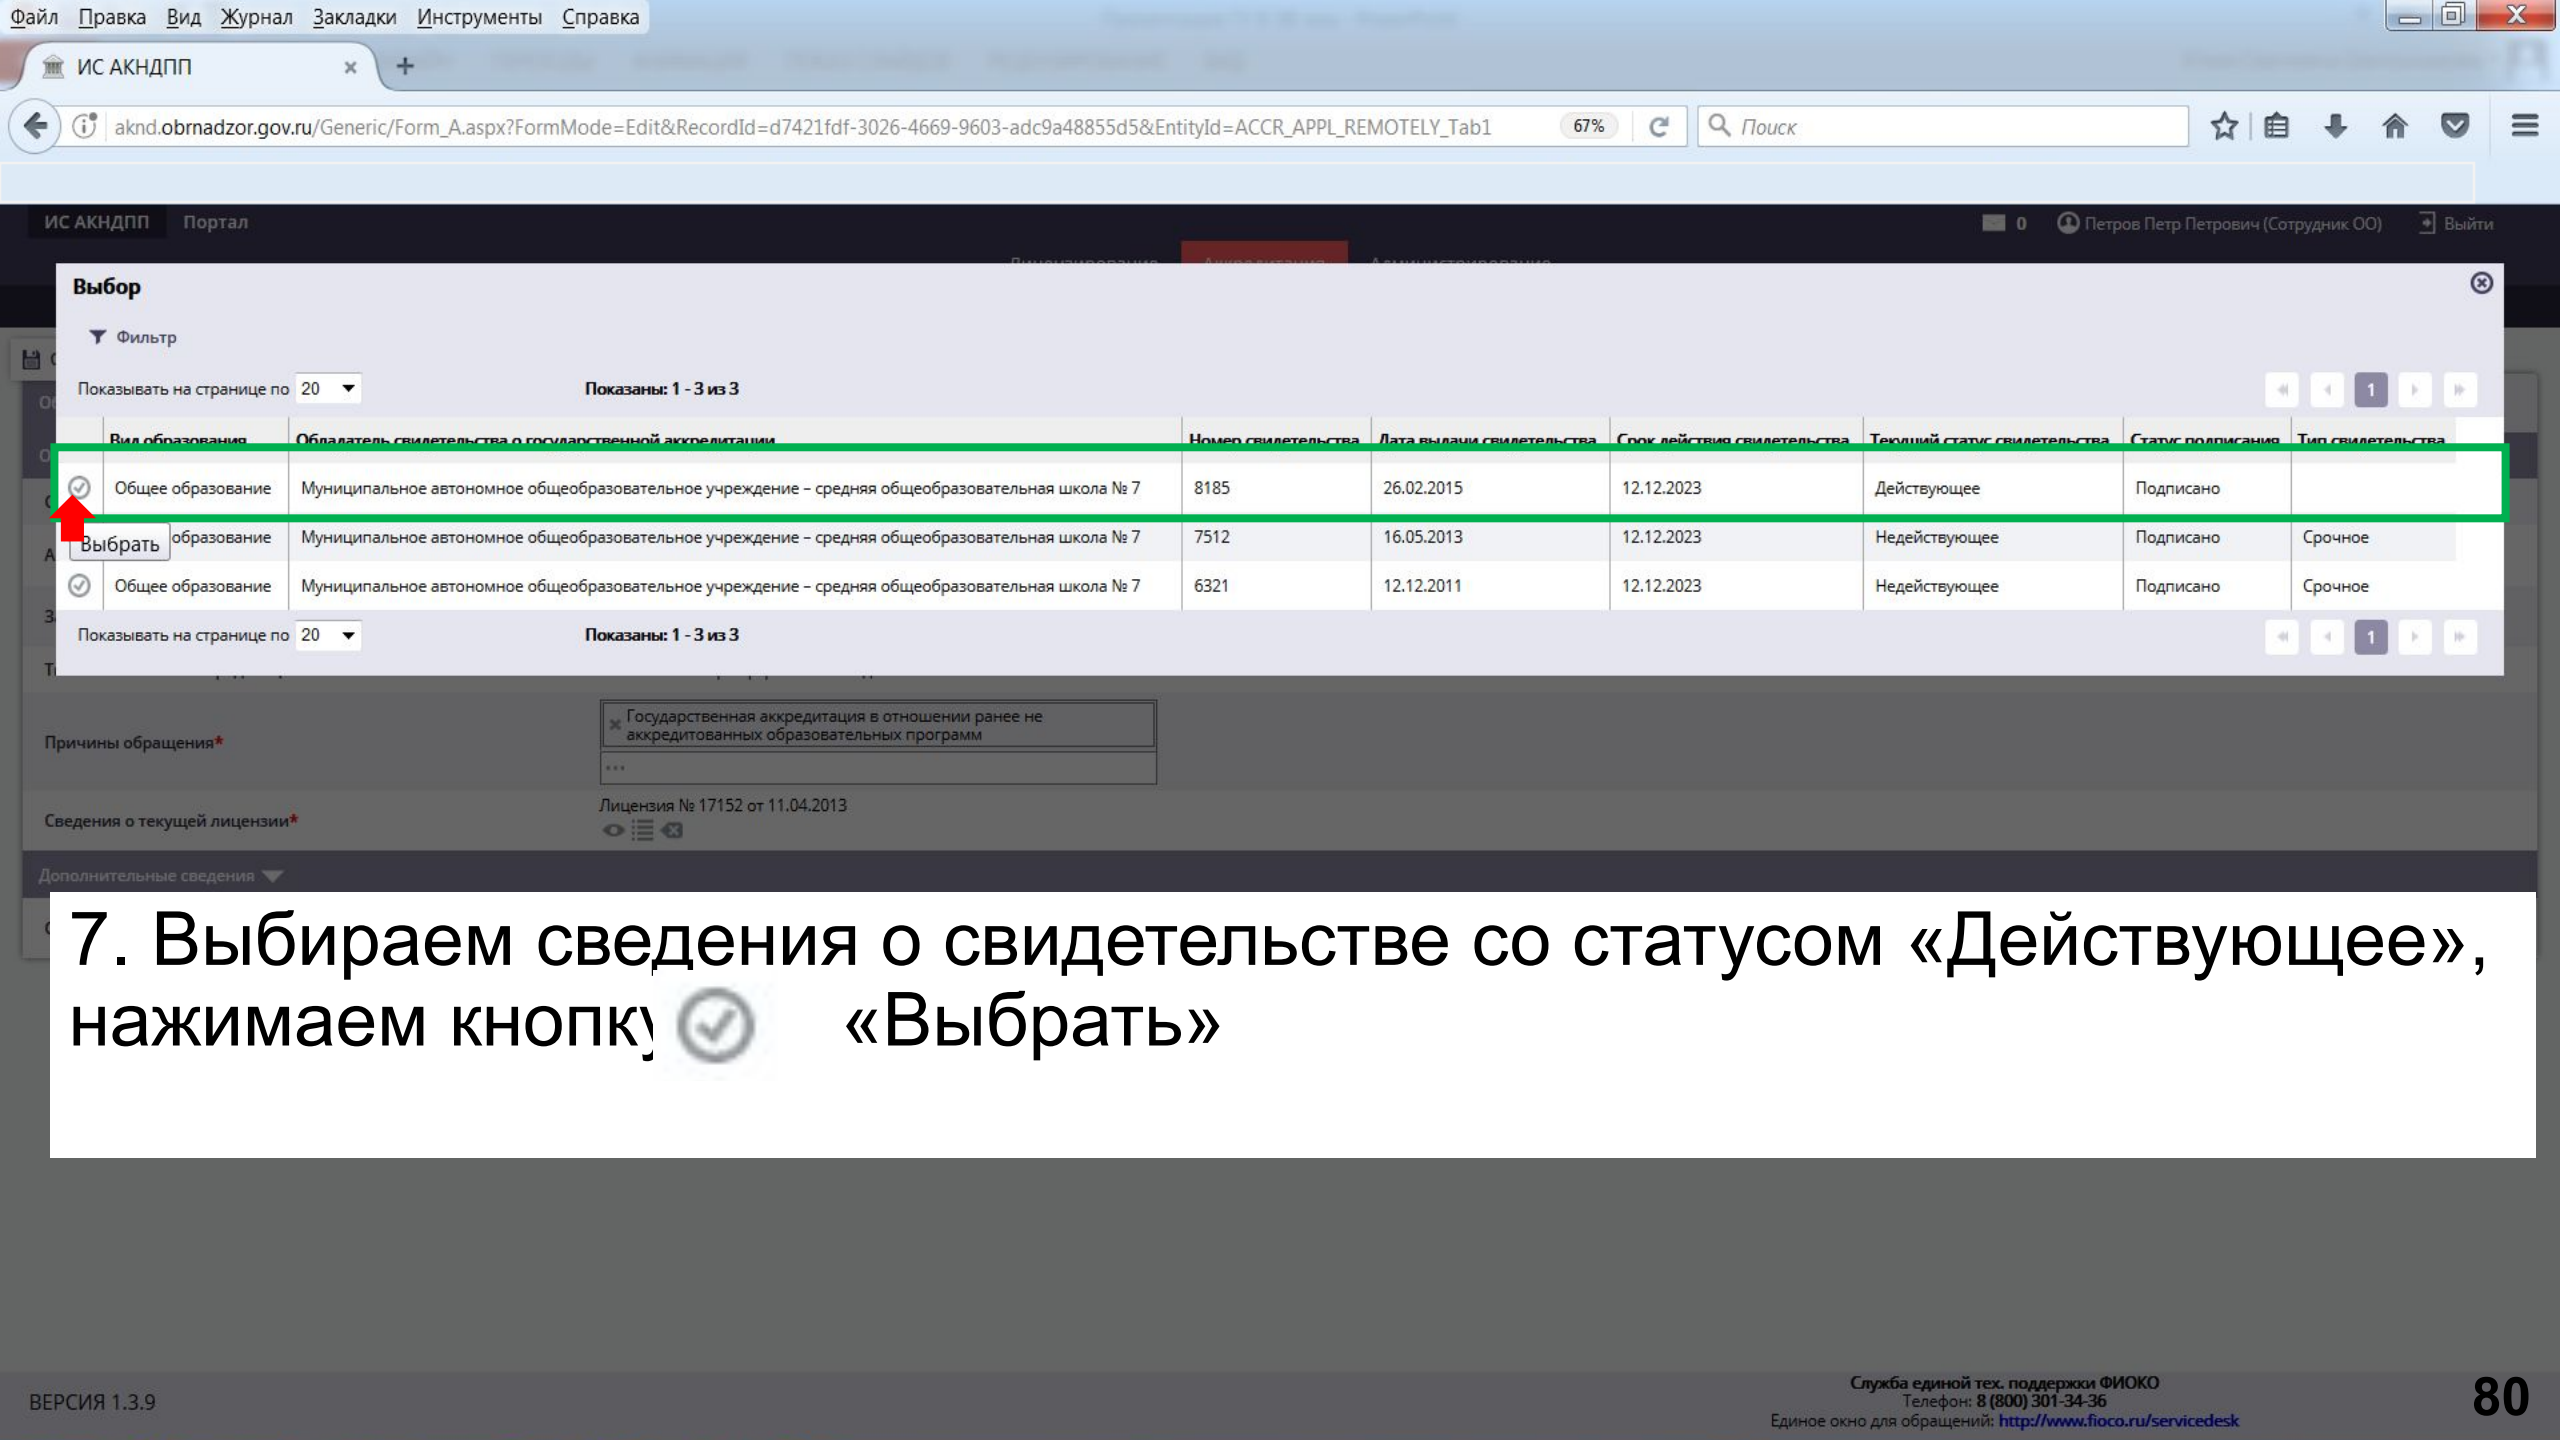 Файл Правка Вид Журнал Закладки Инструменты Справка
ИС АКНДПП
aknd.obrnadzor.gov.ru/Generic/Form_A.aspx?FormMode=Edit&RecordId=d7421fdf-3026-4669-9603-adc9a48855d5&EntityId=ACCR_APPL_REMOTELY_Tab1 67% Поиск
ИС АКНДПП Портал 0 Петров Петр Петрович (Сотрудник ОО) Выйти
Лицензирование Аккредитация Администрирование
Выбор
Фильтр
Показывать на странице по 20 Показаны: 1 - 3 из 3 1
Вид образования Обладатель свидетельства о государственной аккредитации Номер свидетельства Дата выдачи свидетельства Срок действия свидетельства Текущий статус свидетельства Статус подписания Тип свидетельства
Общее образование Муниципальное автономное общеобразовательное учреждение – средняя общеобразовательная школа № 7 8185 26.02.2015 12.12.2023 Действующее Подписано
Выбрать образование Муниципальное автономное общеобразовательное учреждение – средняя общеобразовательная школа № 7 7512 16.05.2013 12.12.2023 Недействующее Подписано Срочное
Общее образование Муниципальное автономное общеобразовательное учреждение – средняя общеобразовательная школа № 7 6321 12.12.2011 12.12.2023 Недействующее Подписано Срочное
Показывать на странице по 20 Показаны: 1 - 3 из 3 1
Государственная аккредитация в отношении ранее не
аккредитованных образовательных программ
Причины обращения*
...
Лицензия № 17152 от 11.04.2013
Сведения о текущей лицензии*
Дополнительные сведения
7. Выбираем сведения о свидетельстве со статусом «Действующее»,
нажимаем кнопку «Выбрать»
ВЕРСИЯ 1.3.9
Служба единой тех. поддержки ФИОКО
Телефон: 8 (800) 301-34-36
Единое окно для обращений: http://www.fioco.ru/servicedesk
80